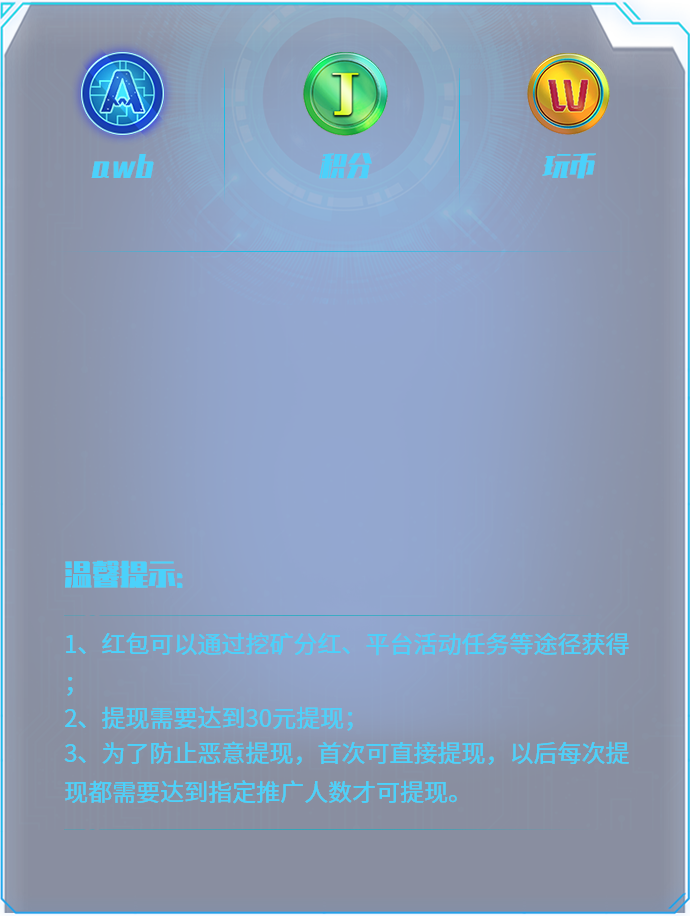 awb
积分
玩币
温馨提示:
1、红包可以通过挖矿分红、平台活动任务等途径获得
；
2、提现需要达到30元提现；
3、为了防止恶意提现，首次可直接提现，以后每次提
现都需要达到指定推广人数才可提现。